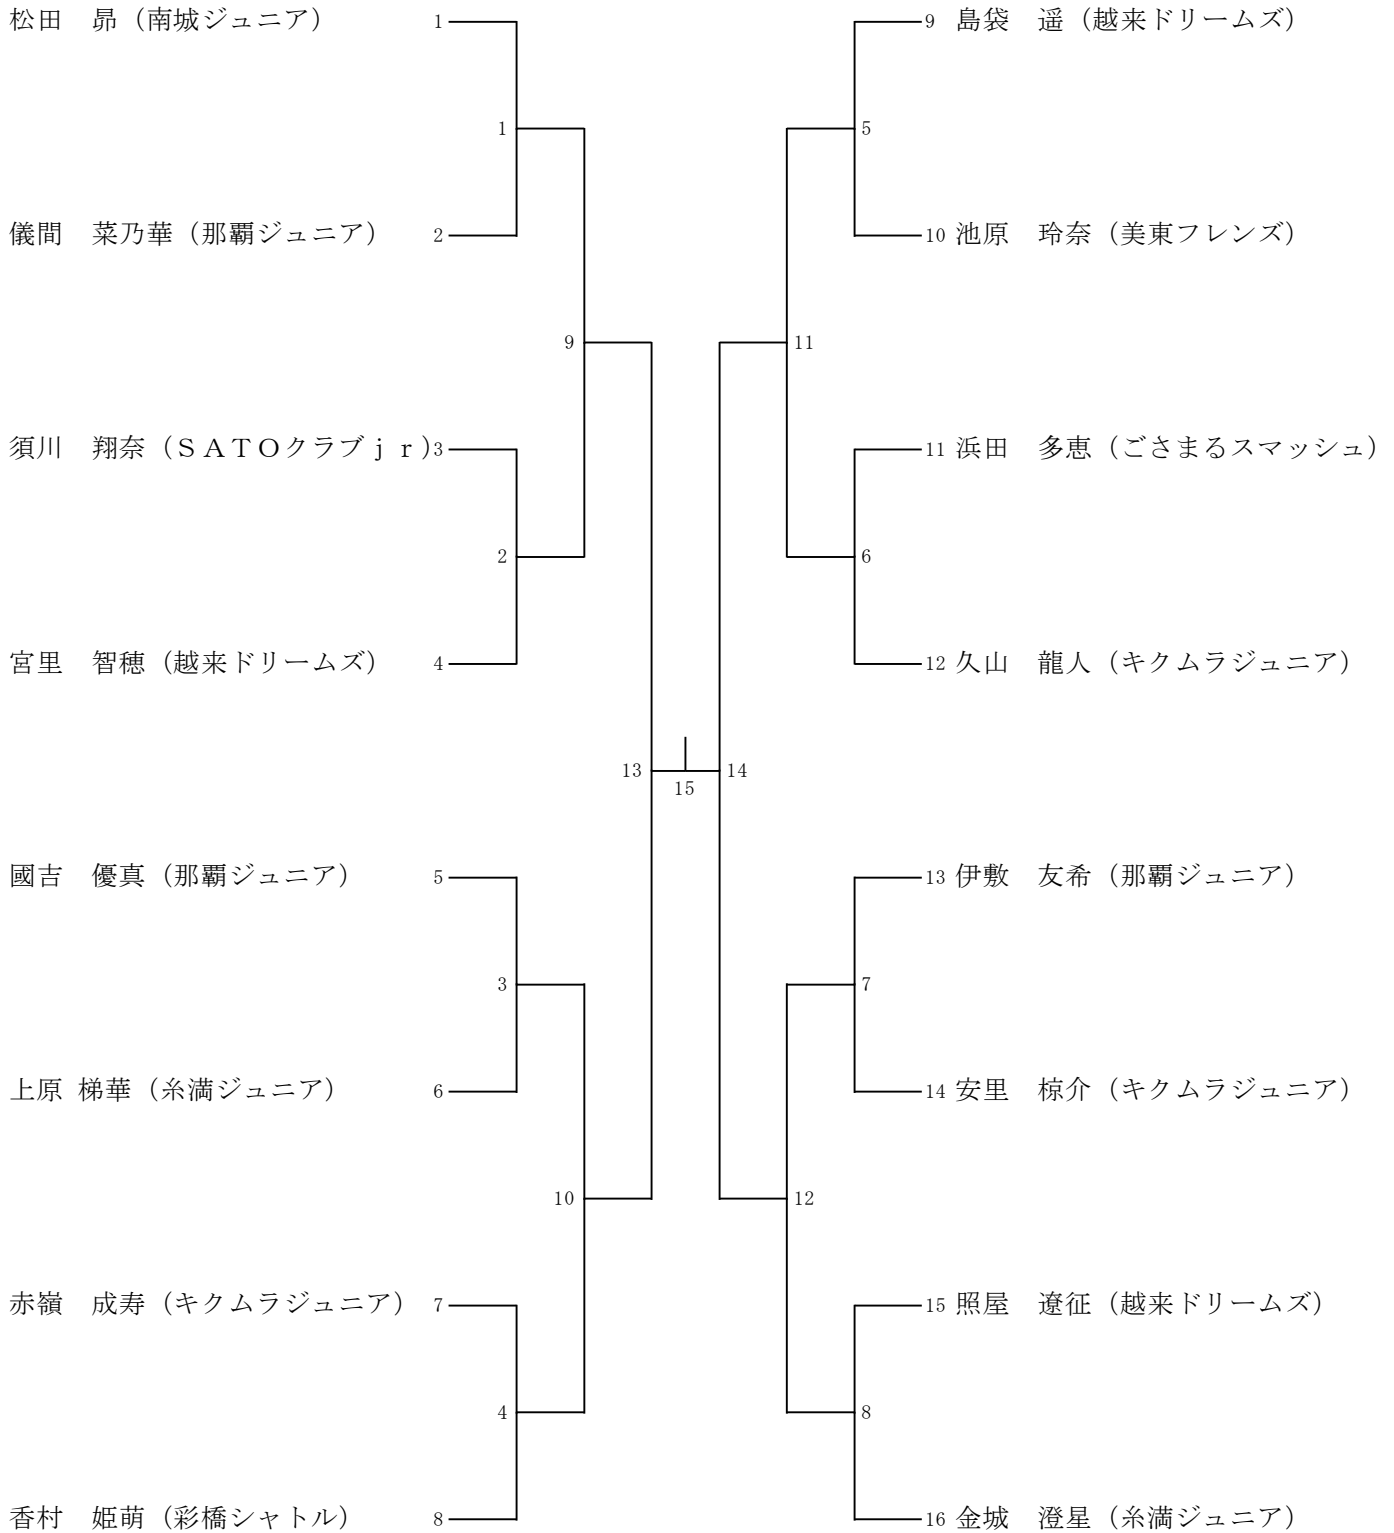 松田　昴（南城ジュニア） 1
1
儀間　菜乃華（那覇ジュニア） 2
9
須川　翔奈（ＳＡＴＯクラブｊｒ） 3
2
宮里　智穂（越来ドリームズ） 4
13
國吉　優真（那覇ジュニア） 5
3
上原 梯華（糸満ジュニア） 6
10
赤嶺　成寿（キクムラジュニア） 7
4
香村　姫萌（彩橋シャトル） 8
15
9 島袋　遥（越来ドリームズ）
5
10 池原　玲奈（美東フレンズ）
11
11 浜田　多恵（ごさまるスマッシュ）
6
12 久山　龍人（キクムラジュニア）
14
13 伊敷　友希（那覇ジュニア）
7
14 安里　椋介（キクムラジュニア）
12
15 照屋　遼征（越来ドリームズ）
8
16 金城　澄星（糸満ジュニア）